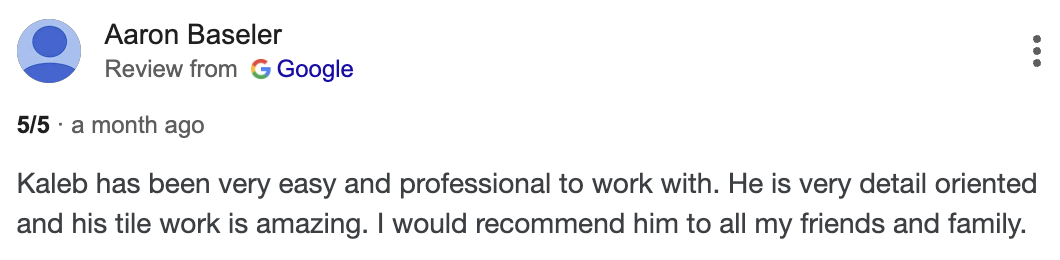 Aaron Baseler
Review from Google
5/5 · a month ago
Kaleb has been very easy and professional to work with. He is very detail oriented
and his tile work is amazing. I would recommend him to all my friends and family.